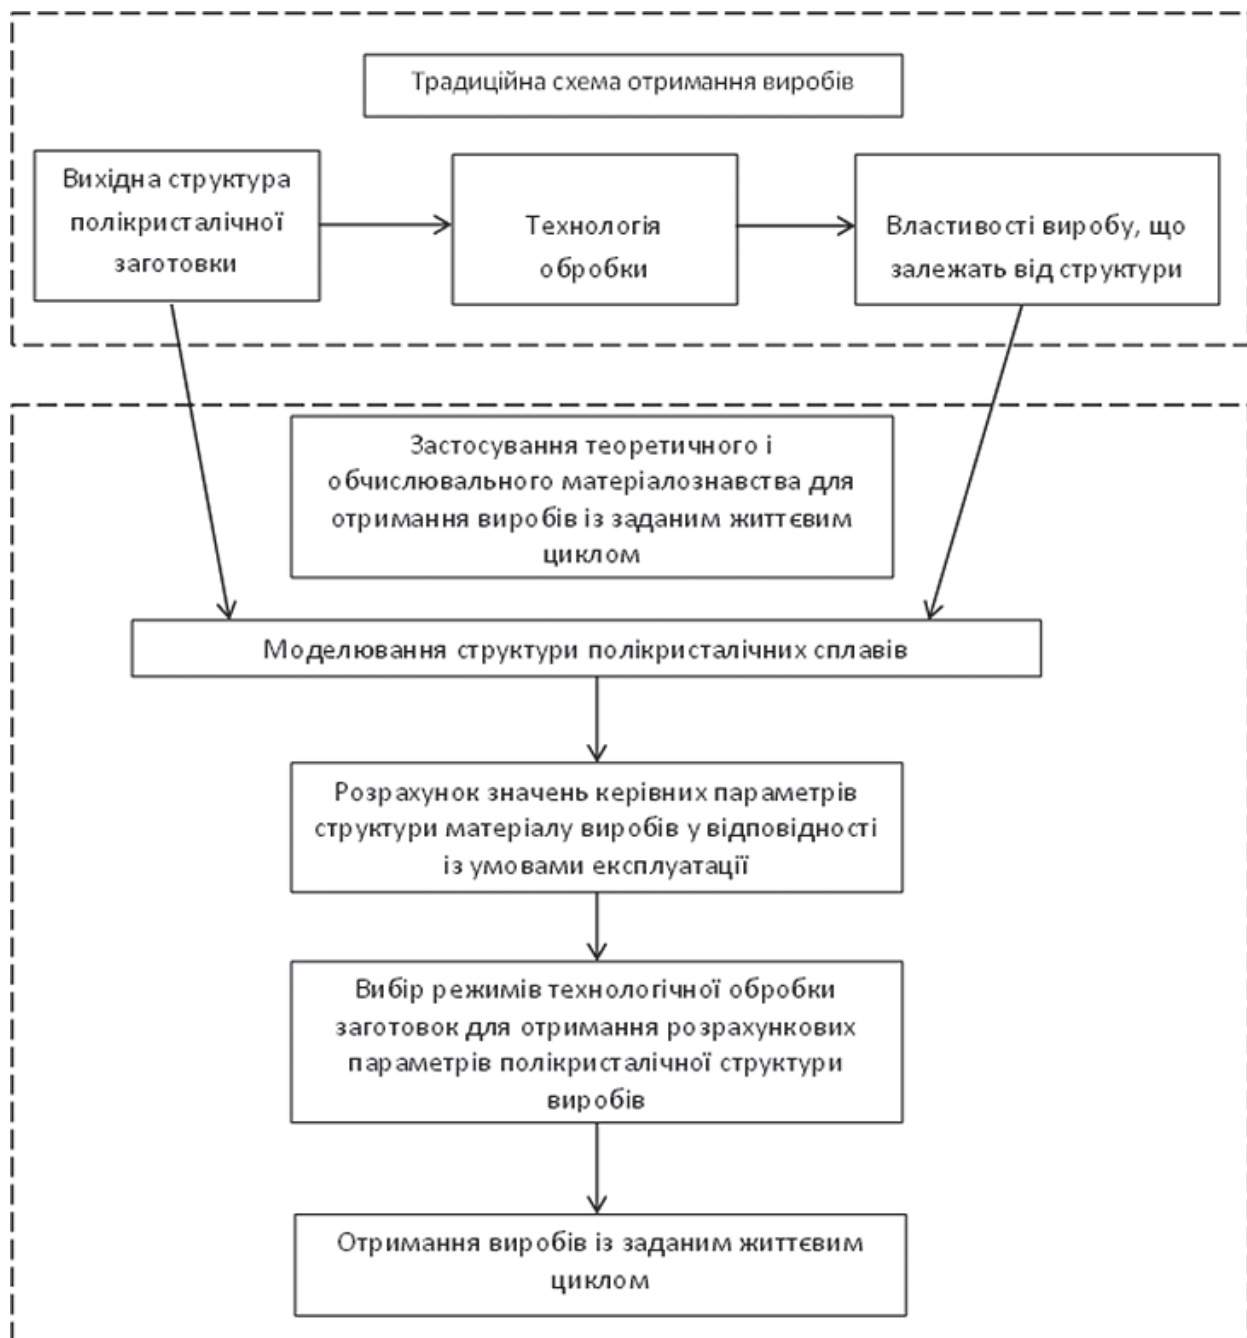 Традиційна схема отримання виробів
Вихідна структура
полікристалічної
заготовки
Технологія
обробки
Властивості виробу, що
залежать від структури
Застосування теоретичного і
обчислювального матеріалознавства для
отримання виробів із заданим життєвим
циклом
Моделювання структури полікристалічних сплавів
Розрахунок значень керівних параметрів
структури матеріалу виробів у відповідності
із умовами експлуатації
Вибір режимів технологічної обробки
заготовок для отримання розрахункових
параметрів полікристалічної структури
виробів
Отримання виробів із заданим життєвим
циклом